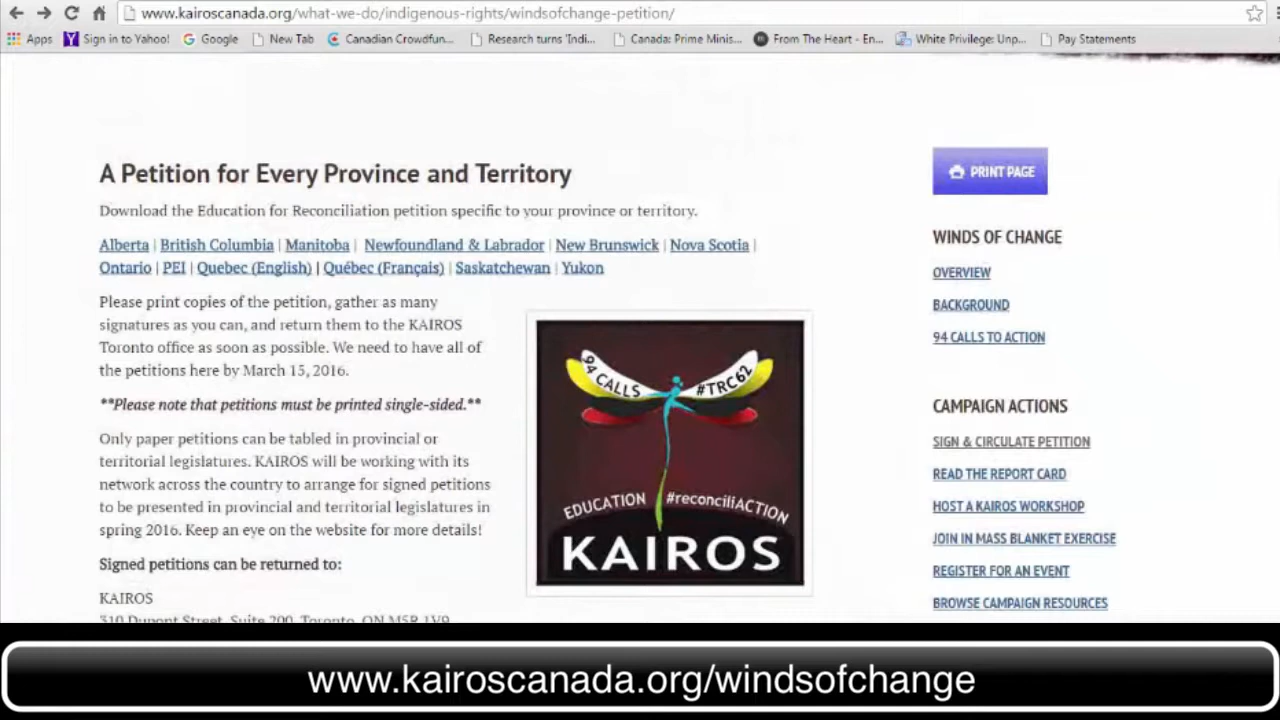 www.kairoscanada.org/what-we-do/indigenous-rights/windsofchange-petition/
Apps Sign in to Yahoo! Google New Tab Canadian Crowdfun... Research turns 'Indi... Canada: Prime Minis... From The Heart - En... White Privilege: Unp... Pay Statements
A Petition for Every Province and Territory
Download the Education for Reconciliation petition specific to your province or territory.
Alberta | British Columbia | Manitoba | Newfoundland & Labrador | New Brunswick | Nova Scotia |
Ontario | PEI | Quebec (English) | Québec (Français) | Saskatchewan | Yukon
Please print copies of the petition, gather as many
signatures as you can, and return them to the KAIROS
Toronto office as soon as possible. We need to have all of
the petitions here by March 15, 2016.
**Please note that petitions must be printed single-sided.**
Only paper petitions can be tabled in provincial or
territorial legislatures. KAIROS will be working with its
network across the country to arrange for signed petitions
to be presented in provincial and territorial legislatures in
spring 2016. Keep an eye on the website for more details!
Signed petitions can be returned to:
KAIROS
310 Dupont Street, Suite 200, Toronto, ON M5R 1V9
94 CALLS #TRC62
EDUCATION #reconciliACTION
KAIROS
PRINT PAGE
WINDS OF CHANGE
OVERVIEW
BACKGROUND
94 CALLS TO ACTION
CAMPAIGN ACTIONS
SIGN & CIRCULATE PETITION
READ THE REPORT CARD
HOST A KAIROS WORKSHOP
JOIN IN MASS BLANKET EXERCISE
REGISTER FOR AN EVENT
BROWSE CAMPAIGN RESOURCES
www.kairoscanada.org/windsofchange